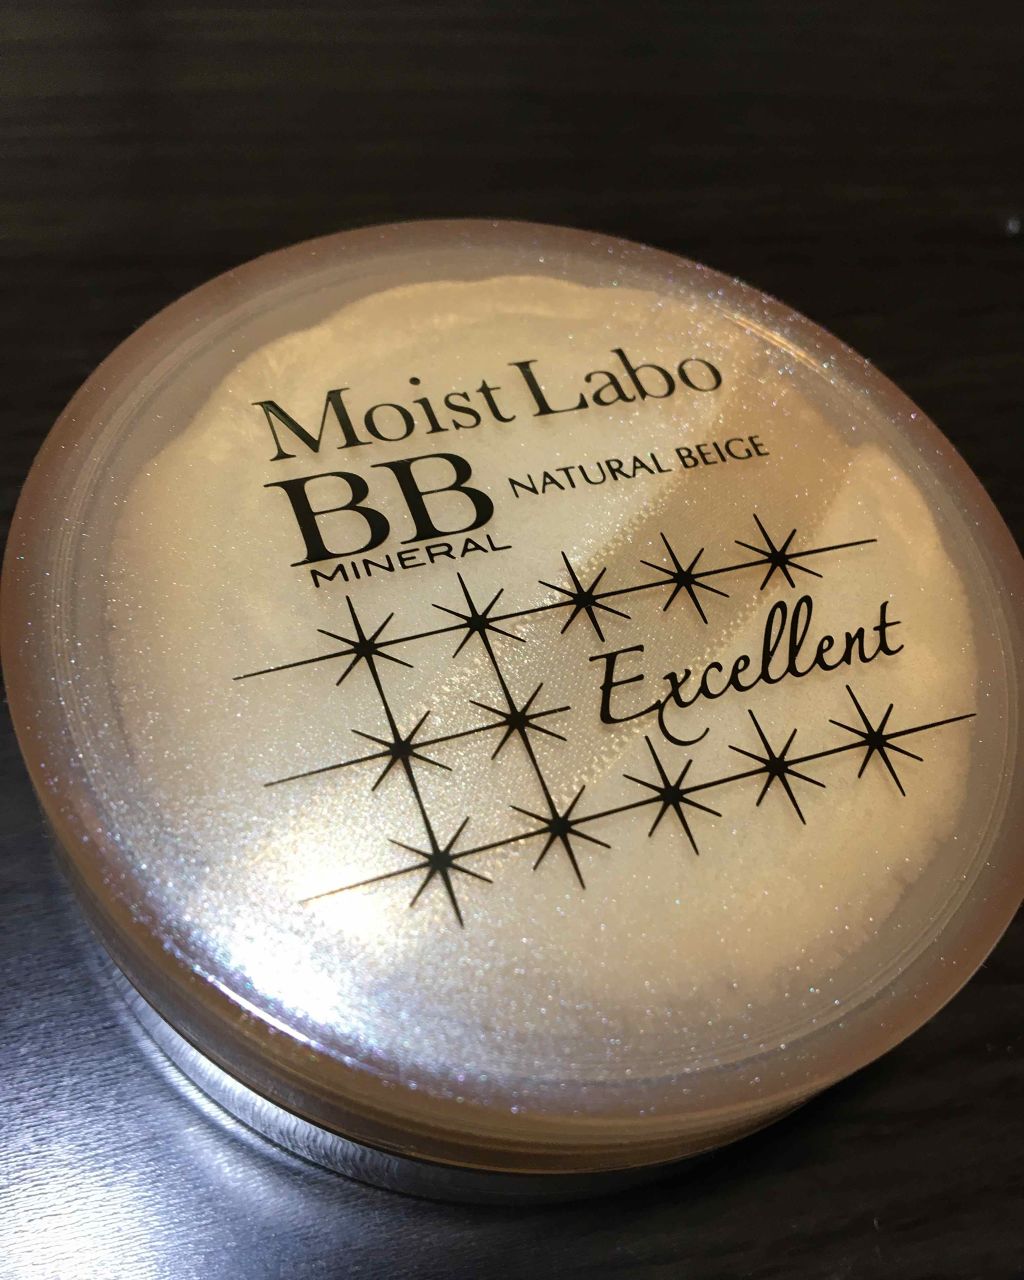 Moist Labo
BB NATURAL BEIGE
MINERAL
Excellent